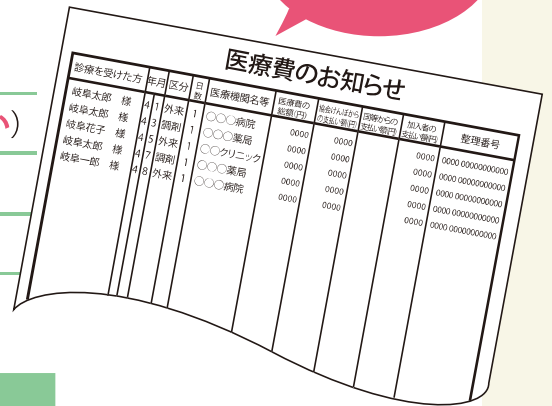 医療費のお知らせ
診療を受けた方 年月 区分 日数 医療機関名等 医療費の総額(円) 協会けんぽからの支払い額(円) 国等からの支払い額(円) 加入者の支払い額(円) 整理番号
岐阜太郎 様 4 1 外来 1 ○○○病院 0000 0000 0000 0000 00000000000
岐阜太郎 様 4 3 調剤 1 ○○○薬局 0000 0000 0000 0000 00000000000
岐阜花子 様 4 5 外来 1 ○○クリニック 0000 0000 0000 0000 00000000000
岐阜太郎 様 4 7 調剤 1 ○○○薬局 0000 0000 0000 0000 00000000000
岐阜一郎 様 4 8 外来 1 ○○○病院 0000 0000 0000 0000 00000000000